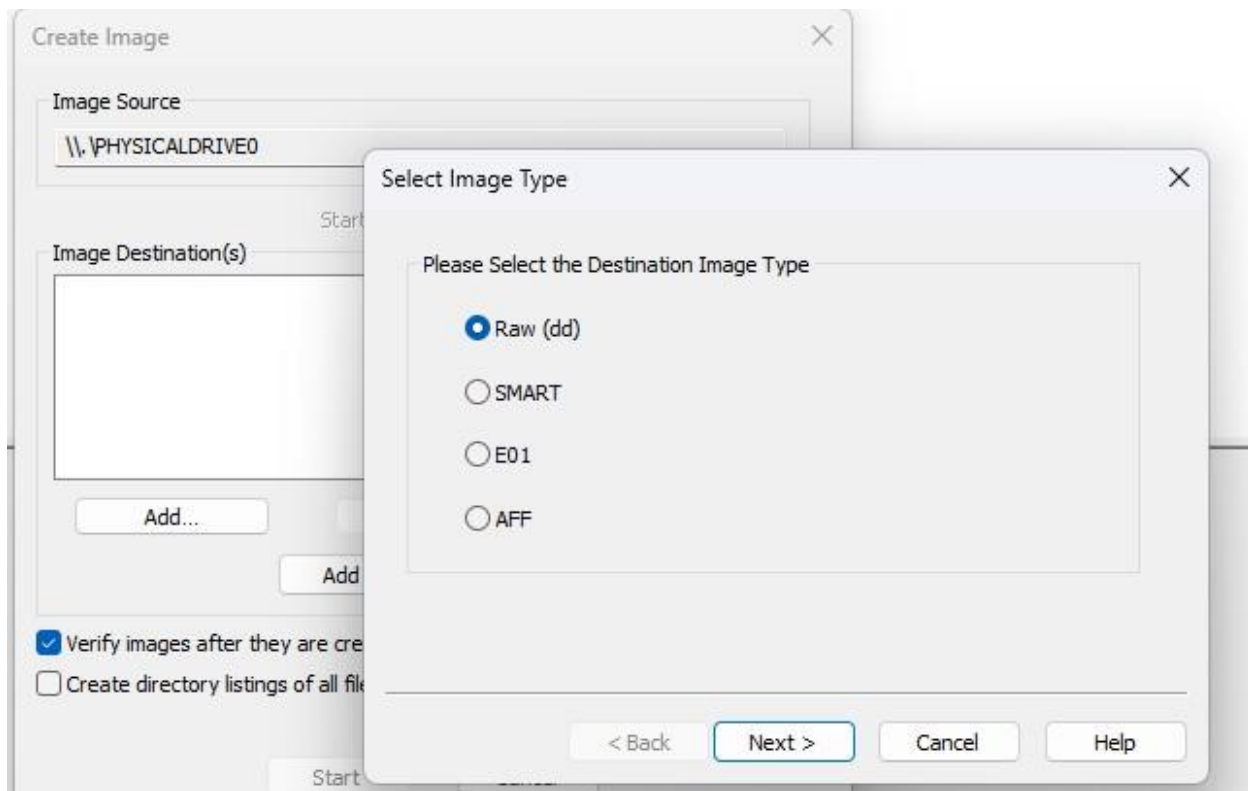 Create Image
Image Source
\\.\PHYSICALDRIVE0
Start
Image Destination(s)
Add...
Add
Verify images after they are cre
Create directory listings of all file
Start
Select Image Type
Please Select the Destination Image Type
Raw (dd)
SMART
E01
AFF
< Back
Next >
Cancel
Help